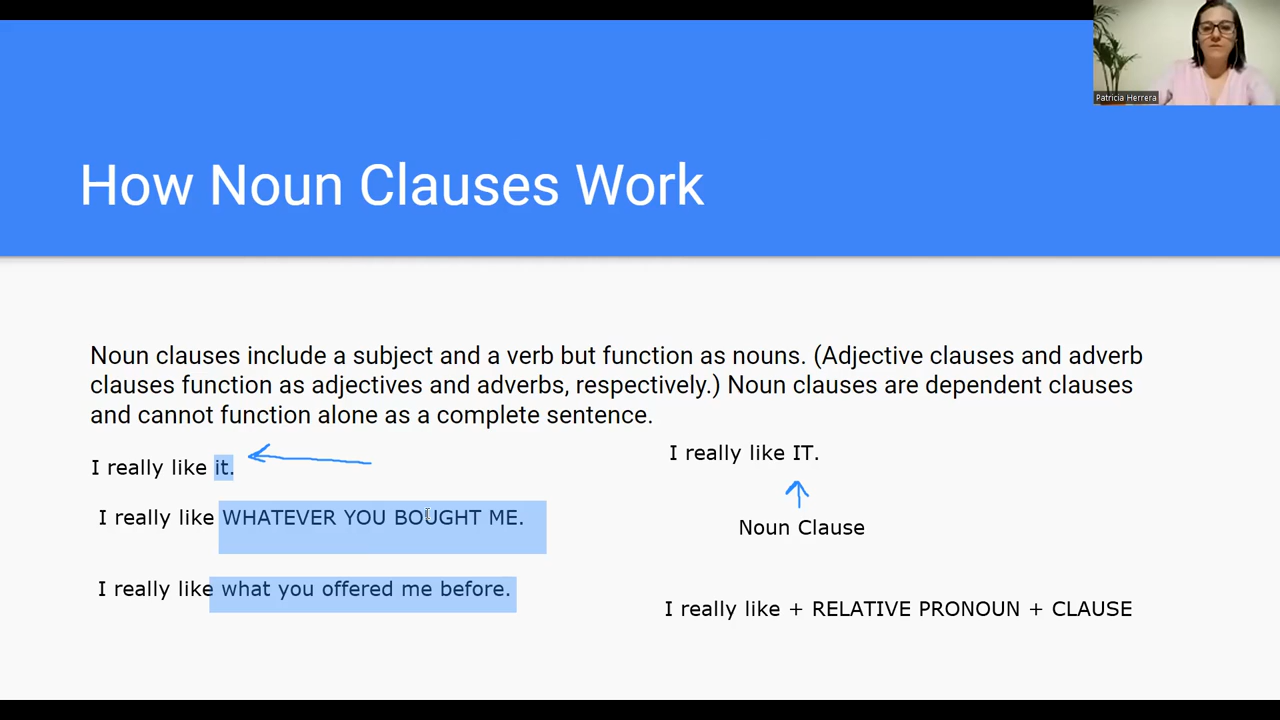 Patricia Herrera
How Noun Clauses Work
Noun clauses include a subject and a verb but function as nouns. (Adjective clauses and adverb
clauses function as adjectives and adverbs, respectively.) Noun clauses are dependent clauses
and cannot function alone as a complete sentence.
I really like it.
I really like WHATEVER YOU BOUGHT ME.
I really like what you offered me before.
I really like IT.
Noun Clause
I really like + RELATIVE PRONOUN + CLAUSE